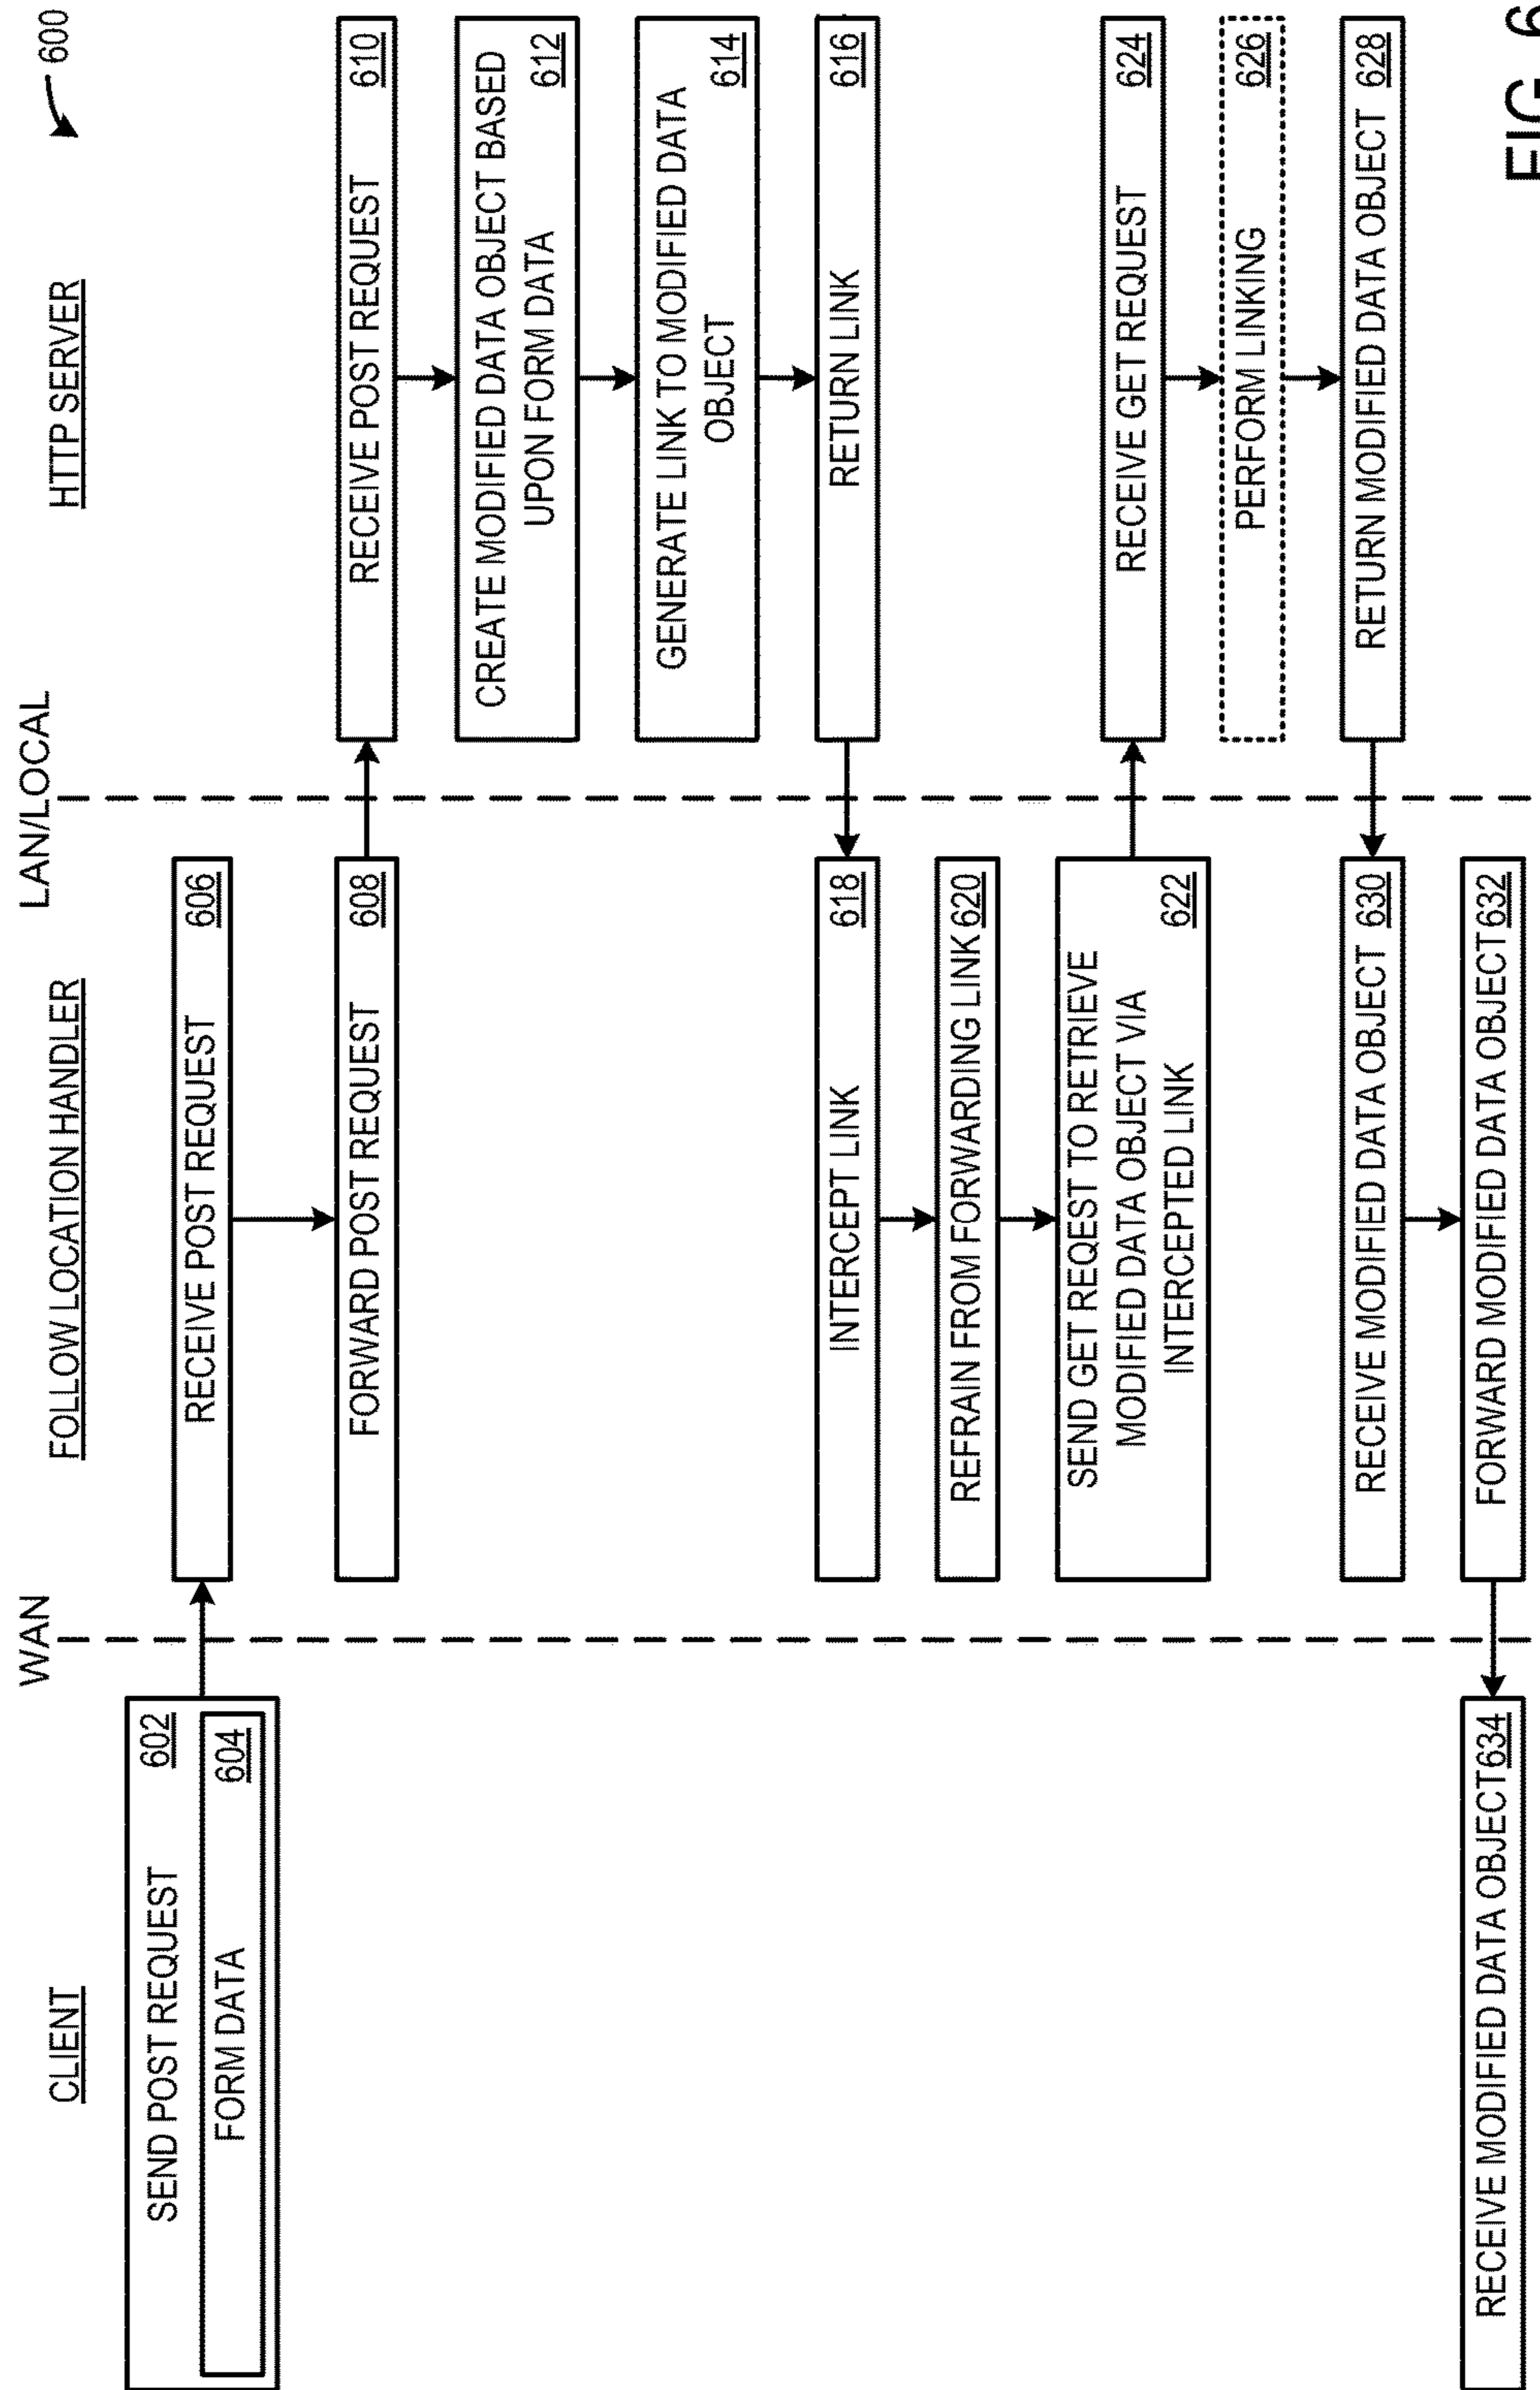 600
WAN
LAN/LOCAL
CLIENT
FOLLOW LOCATION HANDLER
HTTP SERVER
SEND POST REQUEST 602
FORM DATA 604
RECEIVE POST REQUEST 606
FORWARD POST REQUEST 608
RECEIVE POST REQUEST 610
CREATE MODIFIED DATA OBJECT BASED
UPON FORM DATA 612
GENERATE LINK TO MODIFIED DATA
OBJECT 614
RETURN LINK 616
INTERCEPT LINK 618
REFRAIN FROM FORWARDING LINK 620
SEND GET REQEST TO RETRIEVE
MODIFIED DATA OBJECT VIA
INTERCEPTED LINK 622
RECEIVE GET REQUEST 624
PERFORM LINKING 626
RETURN MODIFIED DATA OBJECT 628
RECEIVE MODIFIED DATA OBJECT 630
FORWARD MODIFIED DATA OBJECT 632
RECEIVE MODIFIED DATA OBJECT 634
FIG. 6